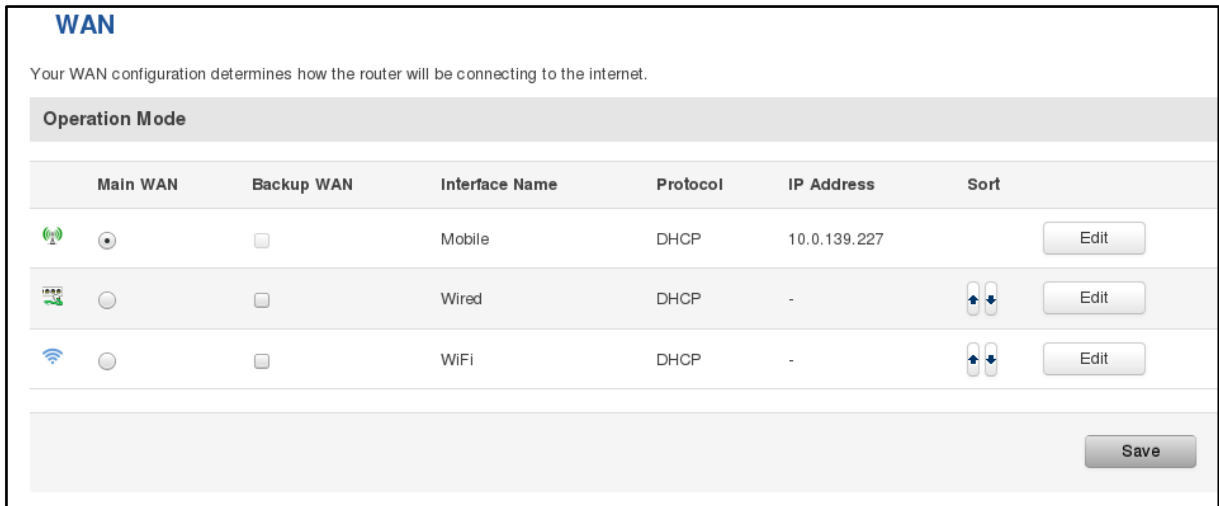 WAN
Your WAN configuration determines how the router will be connecting to the internet.
Operation Mode
Main WAN Backup WAN Interface Name Protocol IP Address Sort
Mobile DHCP 10.0.139.227 Edit
Wired DHCP - Edit
WiFi DHCP - Edit
Save